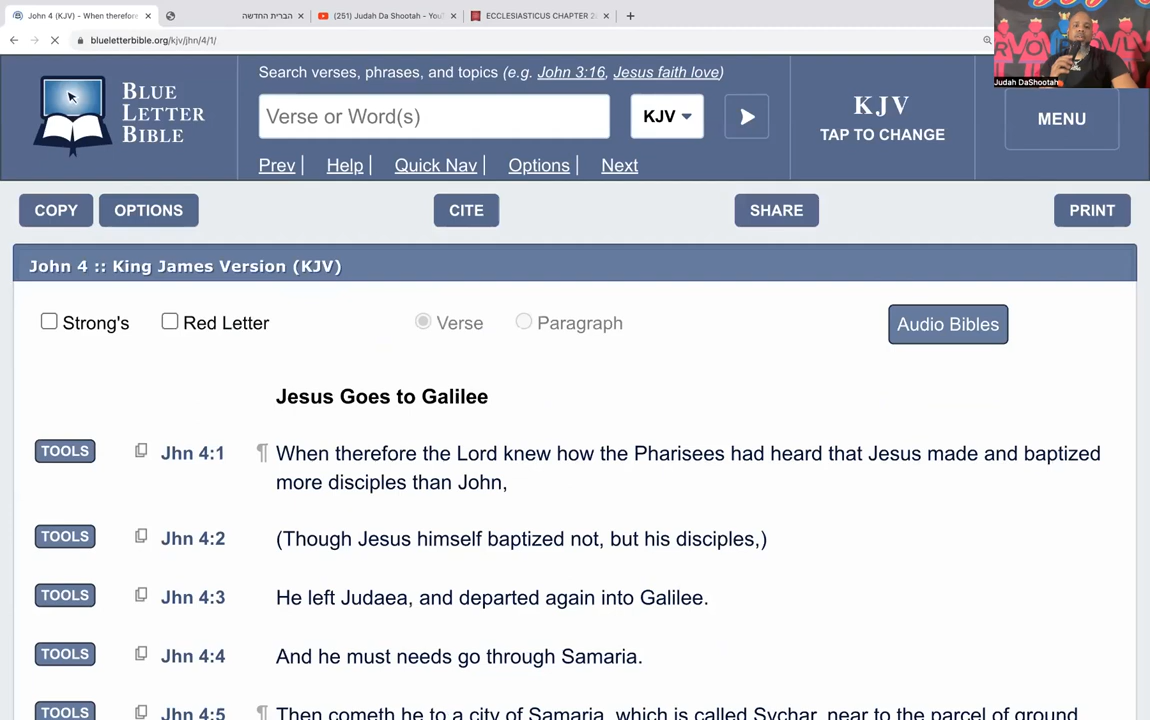 John 4 (KJV) - When therefore
הברית החדשה
(251) Judah Da Shootah - You
ECCLESIASTICUS CHAPTER 2
blueletterbible.org/kjv/jhn/4/1/
Judah DaShootah
BLUE
LETTER
BIBLE
Search verses, phrases, and topics (e.g. John 3:16, Jesus faith love)
Verse or Word(s)
KJV
KJV
TAP TO CHANGE
MENU
Prev | Help | Quick Nav | Options | Next
COPY OPTIONS CITE SHARE PRINT
John 4 :: King James Version (KJV)
Strong's Red Letter Verse Paragraph Audio Bibles
Jesus Goes to Galilee
TOOLS Jhn 4:1 ¶ When therefore the Lord knew how the Pharisees had heard that Jesus made and baptized
more disciples than John,
TOOLS Jhn 4:2 (Though Jesus himself baptized not, but his disciples,)
TOOLS Jhn 4:3 He left Judaea, and departed again into Galilee.
TOOLS Jhn 4:4 And he must needs go through Samaria.
TOOLS Jhn 4:5 ¶ Then cometh he to a city of Samaria, which is called Sychar, near to the parcel of ground